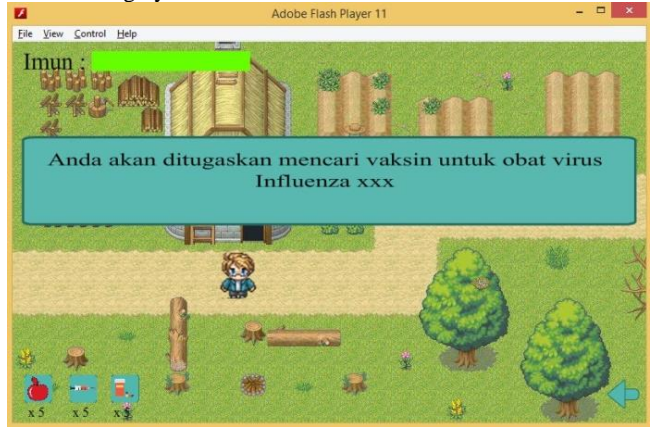 Adobe Flash Player 11
File View Control Help
Imun :
Anda akan ditugaskan mencari vaksin untuk obat virus
Influenza xxx
x 5 x 5 x 5